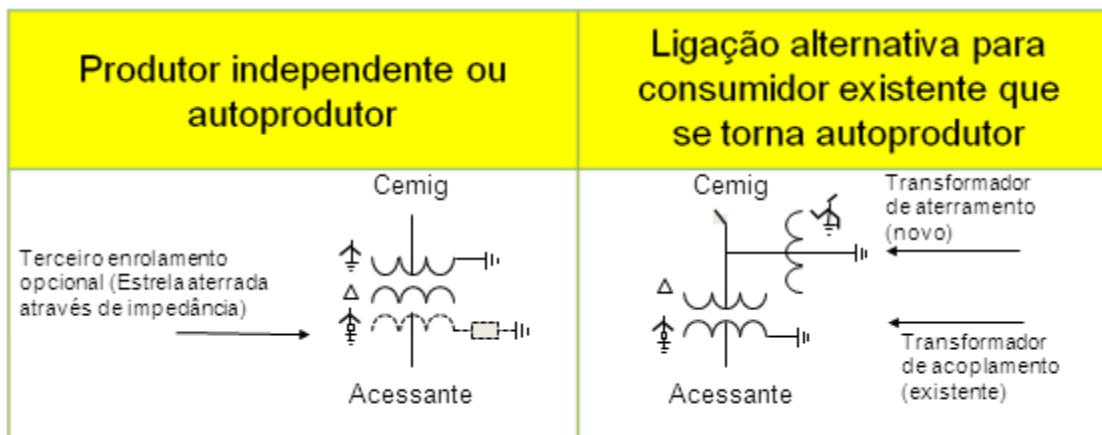 Produtor independente ou
autoprodutor
Ligação alternativa para
consumidor existente que
se torna autoprodutor
Cemig
Terceiro enrolamento
opcional (Estrela aterrada
através de impedância)
Δ
Acessante
Cemig
Transformador
de aterramento
(novo)
Δ
Acessante
Transformador
de acoplamento
(existente)